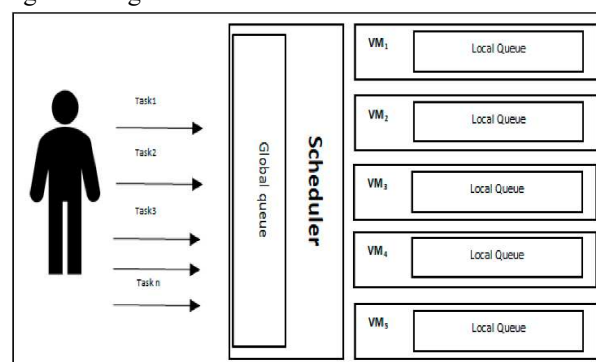 Task1
Task2
Task3
Task n
Global queue
Scheduler
VM1 Local Queue
VM2 Local Queue
VM3 Local Queue
VM4 Local Queue
VM5 Local Queue